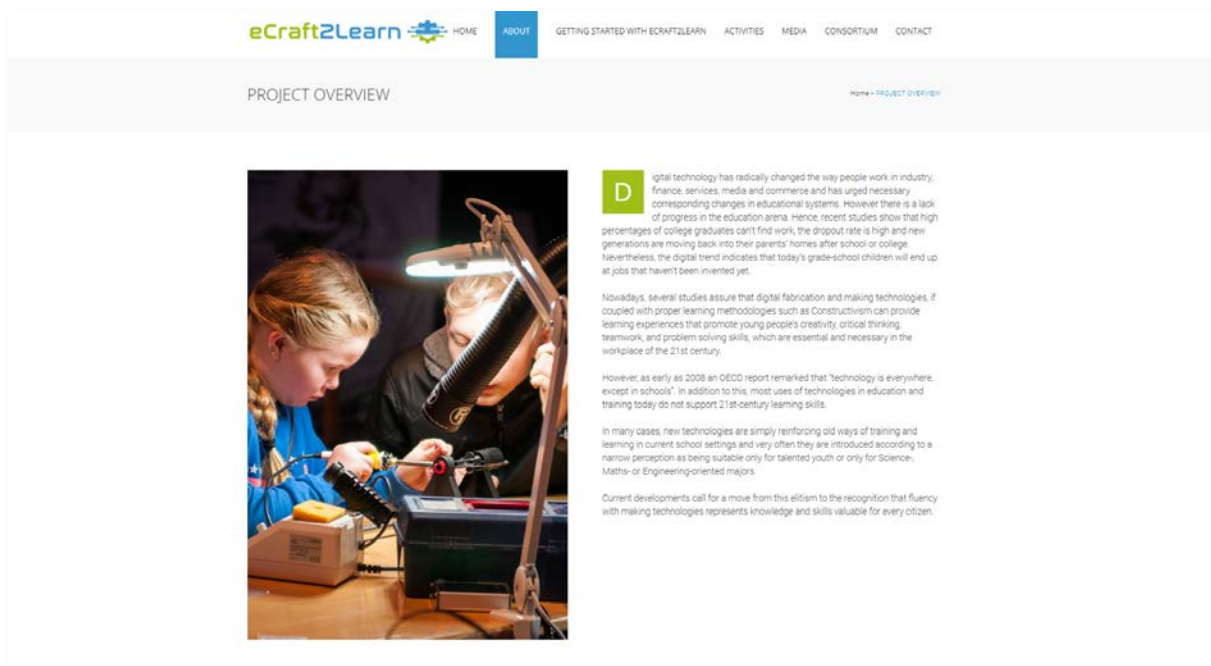 eCraft2Learn HOME ABOUT GETTING STARTED WITH ECRAFT2LEARN ACTIVITIES MEDIA CONSORTIUM CONTACT
PROJECT OVERVIEW
Home » PROJECT OVERVIEW
Digital technology has radically changed the way people work in industry,
finance, services, media and commerce and has urged necessary
corresponding changes in educational systems. However there is a lack
of progress in the education arena. Hence, recent studies show that high
percentages of college graduates can't find work, the dropout rate is high and new
generations are moving back into their parents' homes after school or college.
Nevertheless, the digital trend indicates that today's grade-school children will end up
at jobs that haven't been invented yet.
Nowadays, several studies assure that digital fabrication and making technologies, if
coupled with proper learning methodologies such as Constructivism can provide
learning experiences that promote young people's creativity, critical thinking,
teamwork, and problem solving skills, which are essential and necessary in the
workplace of the 21st century.
However, as early as 2008 an OECD report remarked that "technology is everywhere,
except in schools". In addition to this, most uses of technologies in education and
training today do not support 21st-century learning skills.
In many cases, new technologies are simply reinforcing old ways of training and
learning in current school settings and very often they are introduced according to a
narrow perception as being suitable only for talented youth or only for Science-,
Maths- or Engineering-oriented majors.
Current developments call for a move from this elitism to the recognition that fluency
with making technologies represents knowledge and skills valuable for every citizen.